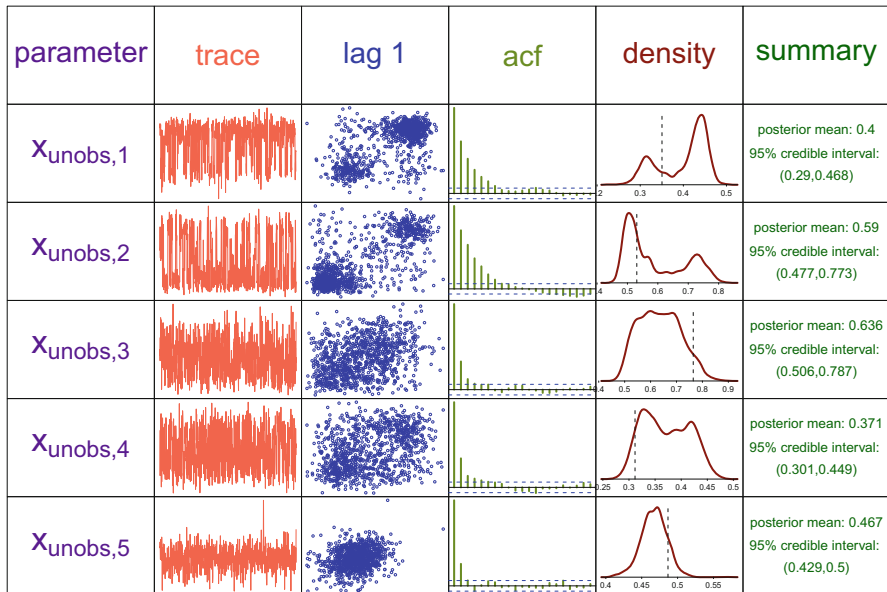 parameter trace lag 1 acf density summary
x_unobs,1
2 0.3 0.4 0.5
posterior mean: 0.4
95% credible interval:
(0.29,0.468)
x_unobs,2
4 0.5 0.6 0.7 0.8
posterior mean: 0.59
95% credible interval:
(0.477,0.773)
x_unobs,3
0.4 0.5 0.6 0.7 0.8 0.9
posterior mean: 0.636
95% credible interval:
(0.506,0.787)
x_unobs,4
0.25 0.3 0.35 0.4 0.45 0.5
posterior mean: 0.371
95% credible interval:
(0.301,0.449)
x_unobs,5
0.4 0.45 0.5 0.55
posterior mean: 0.467
95% credible interval:
(0.429,0.5)